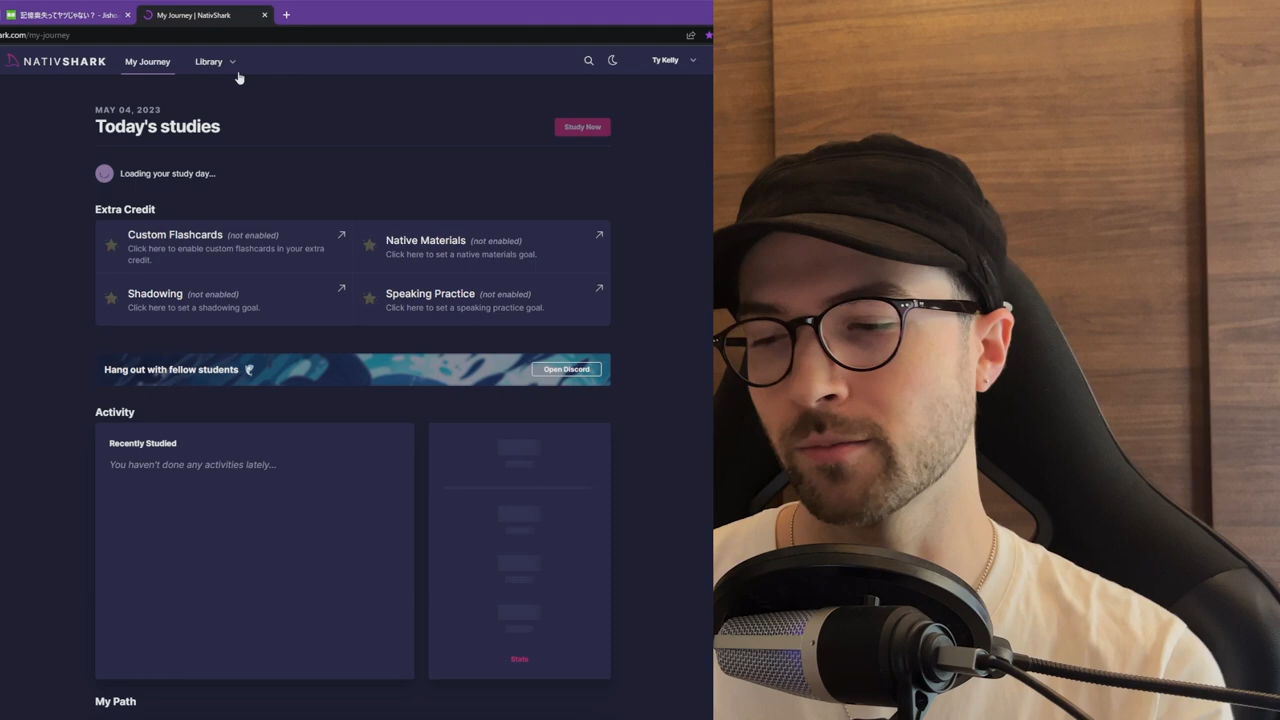 記憶喪失ってヤツじゃない？ - Jisho
My Journey | NativShark
ark.com/my-journey
NATIVSHARK
My Journey
Library
Ty Kelly
MAY 04, 2023
Today's studies
Study Now
Loading your study day...
Extra Credit
Custom Flashcards (not enabled)
Click here to enable custom flashcards in your extra
credit.
Native Materials (not enabled)
Click here to set a native materials goal.
Shadowing (not enabled)
Click here to set a shadowing goal.
Speaking Practice (not enabled)
Click here to set a speaking practice goal.
Hang out with fellow students
Open Discord
Activity
Recently Studied
You haven't done any activities lately...
Stats
My Path